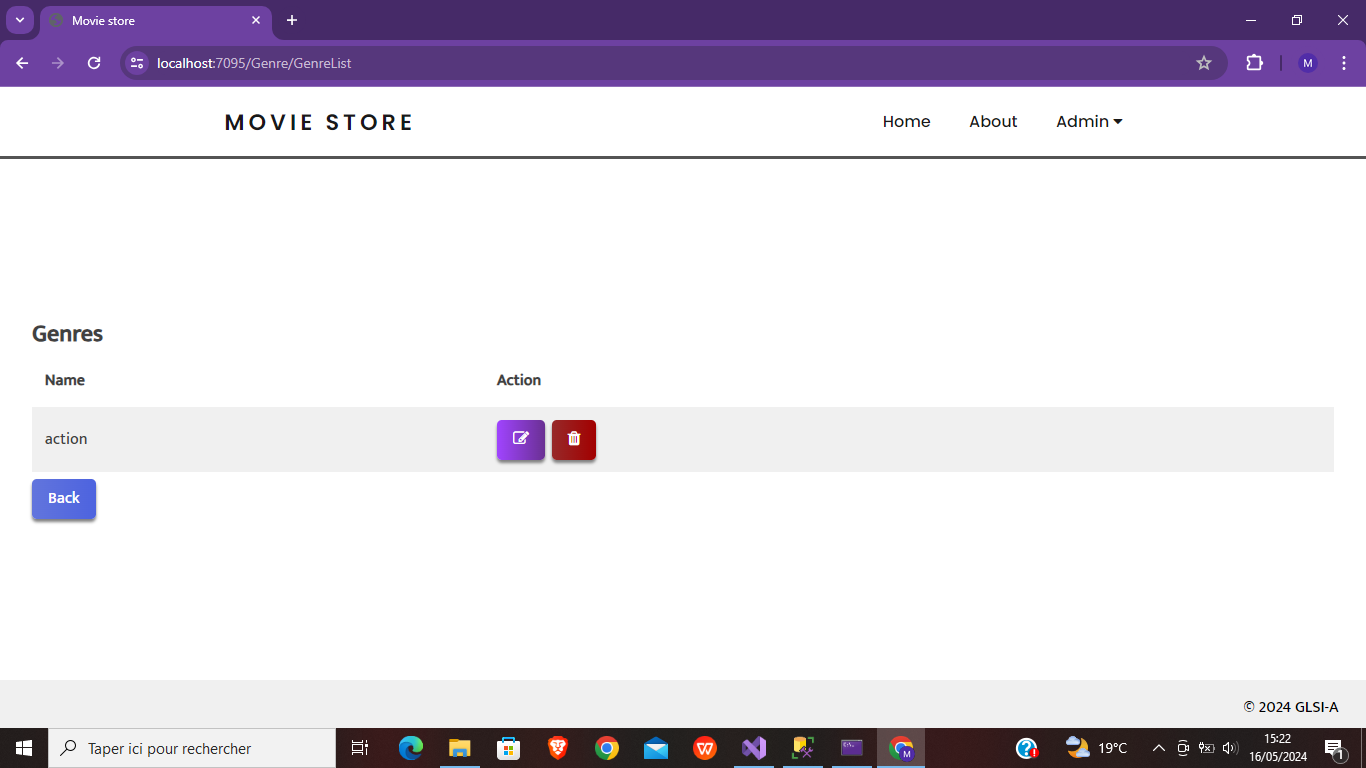 Movie store
localhost:7095/Genre/GenreList
M
MOVIE STORE
Home
About
Admin
Genres
Name
Action
action
Back
© 2024 GLSI-A
Taper ici pour rechercher
19°C
15:22
16/05/2024
1